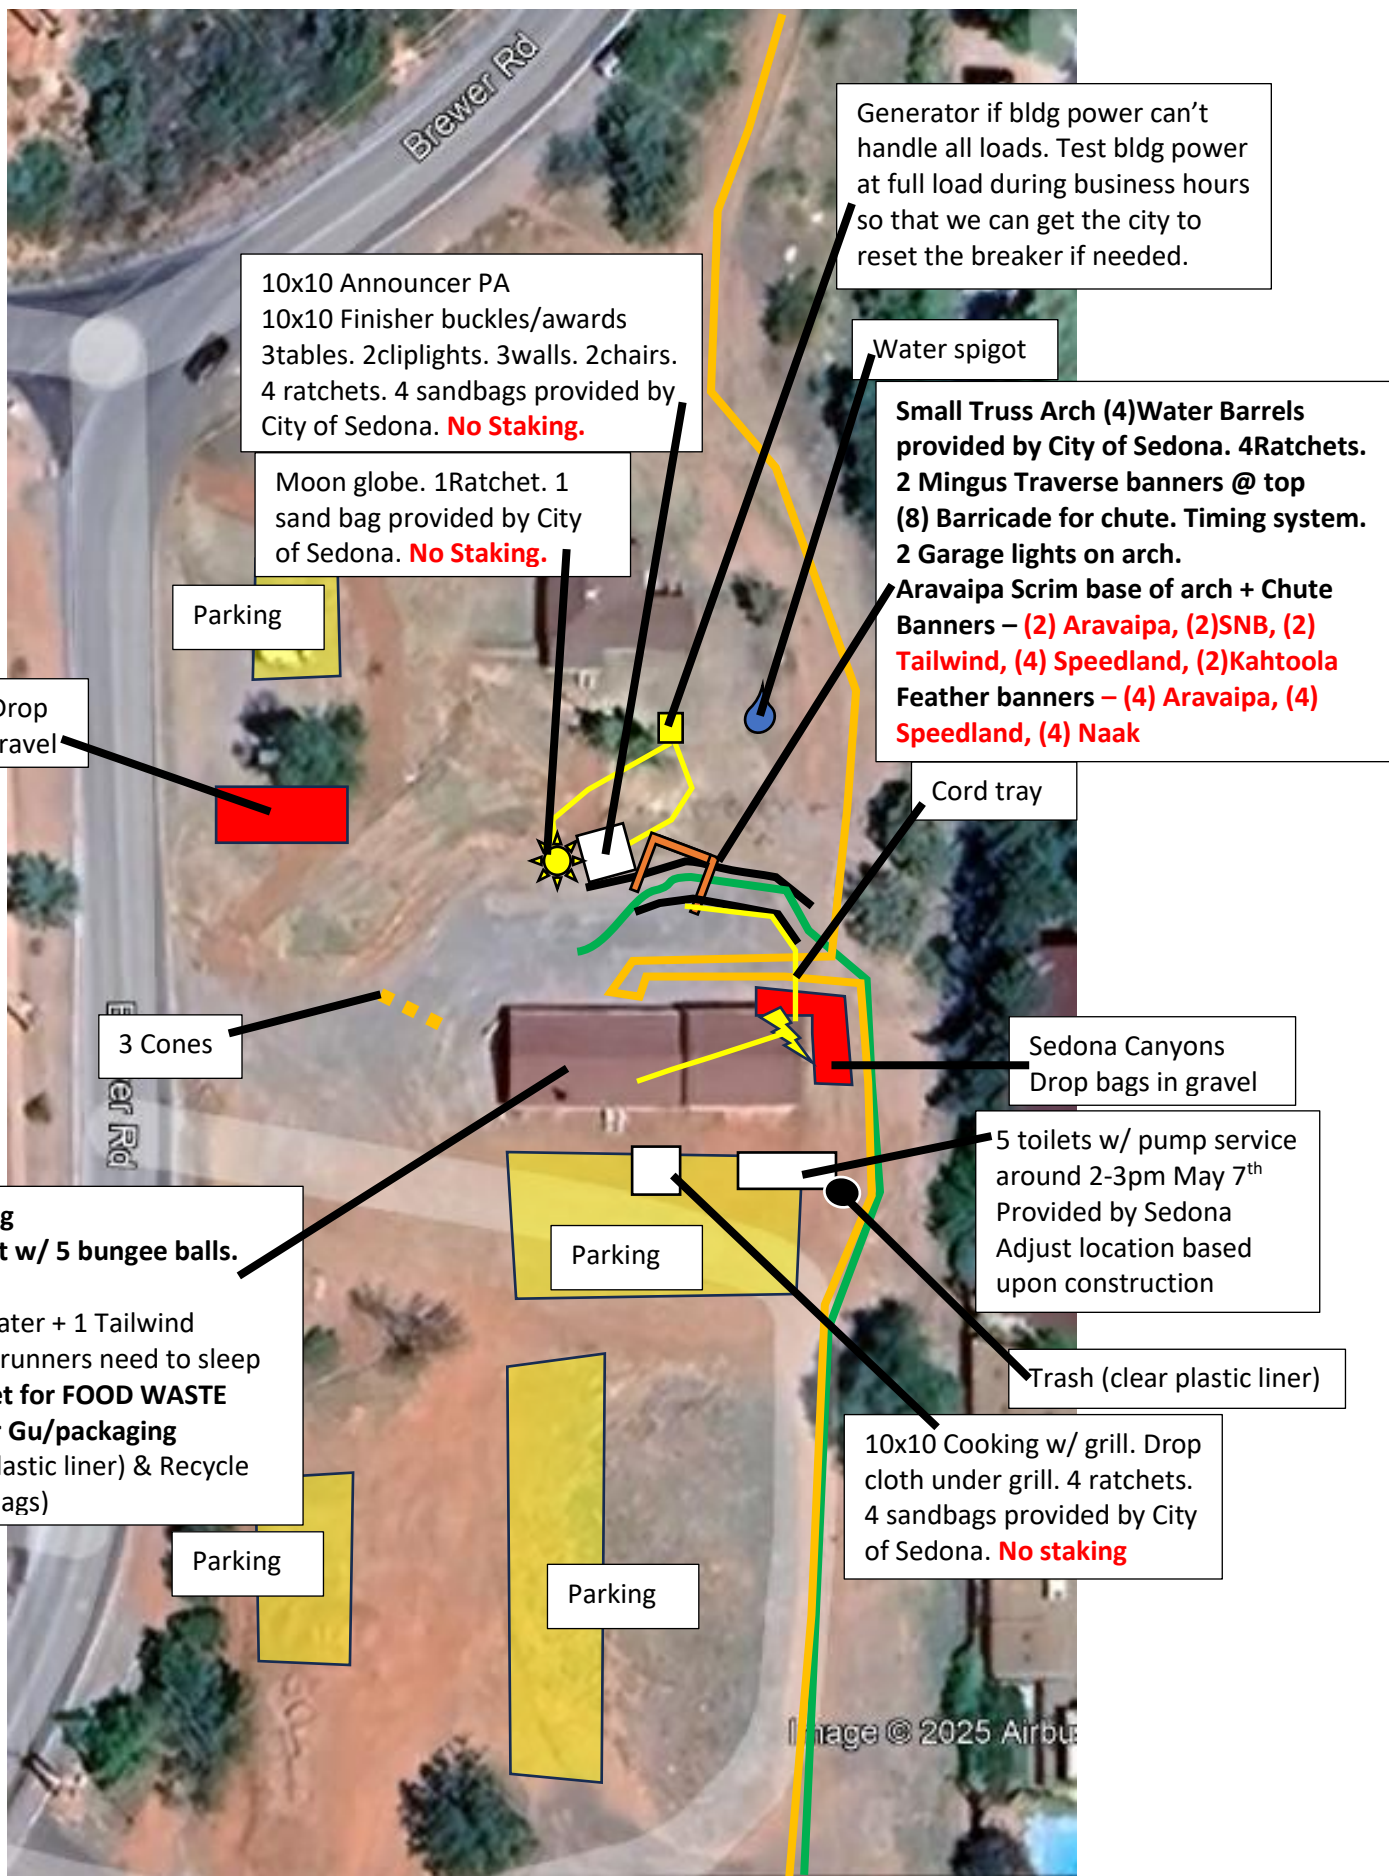 Brewer Rd
Generator if bldg power can’t
handle all loads. Test bldg power
at full load during business hours
so that we can get the city to
reset the breaker if needed.
10x10 Announcer PA
10x10 Finisher buckles/awards
3tables. 2cliplights. 3walls. 2chairs.
4 ratchets. 4 sandbags provided by
City of Sedona. No Staking.
Water spigot
Small Truss Arch (4)Water Barrels
provided by City of Sedona. 4Ratchets.
2 Mingus Traverse banners @ top
(8) Barricade for chute. Timing system.
2 Garage lights on arch.
Aravaipa Scrim base of arch + Chute
Banners – (2) Aravaipa, (2)SNB, (2)
Tailwind, (4) Speedland, (2)Kahtoola
Feather banners – (4) Aravaipa, (4)
Speedland, (4) Naak
Moon globe. 1Ratchet. 1
sand bag provided by City
of Sedona. No Staking.
Parking
Drop
ravel
Cord tray
3 Cones
er Rd
Sedona Canyons
Drop bags in gravel
5 toilets w/ pump service
around 2-3pm May 7th
Provided by Sedona
Adjust location based
upon construction
g
t w/ 5 bungee balls.
ater + 1 Tailwind
runners need to sleep
et for FOOD WASTE
r Gu/packaging
lastic liner) & Recycle
ags)
Parking
Trash (clear plastic liner)
10x10 Cooking w/ grill. Drop
cloth under grill. 4 ratchets.
4 sandbags provided by City
of Sedona. No staking
Parking
Parking
Image © 2025 Airbus